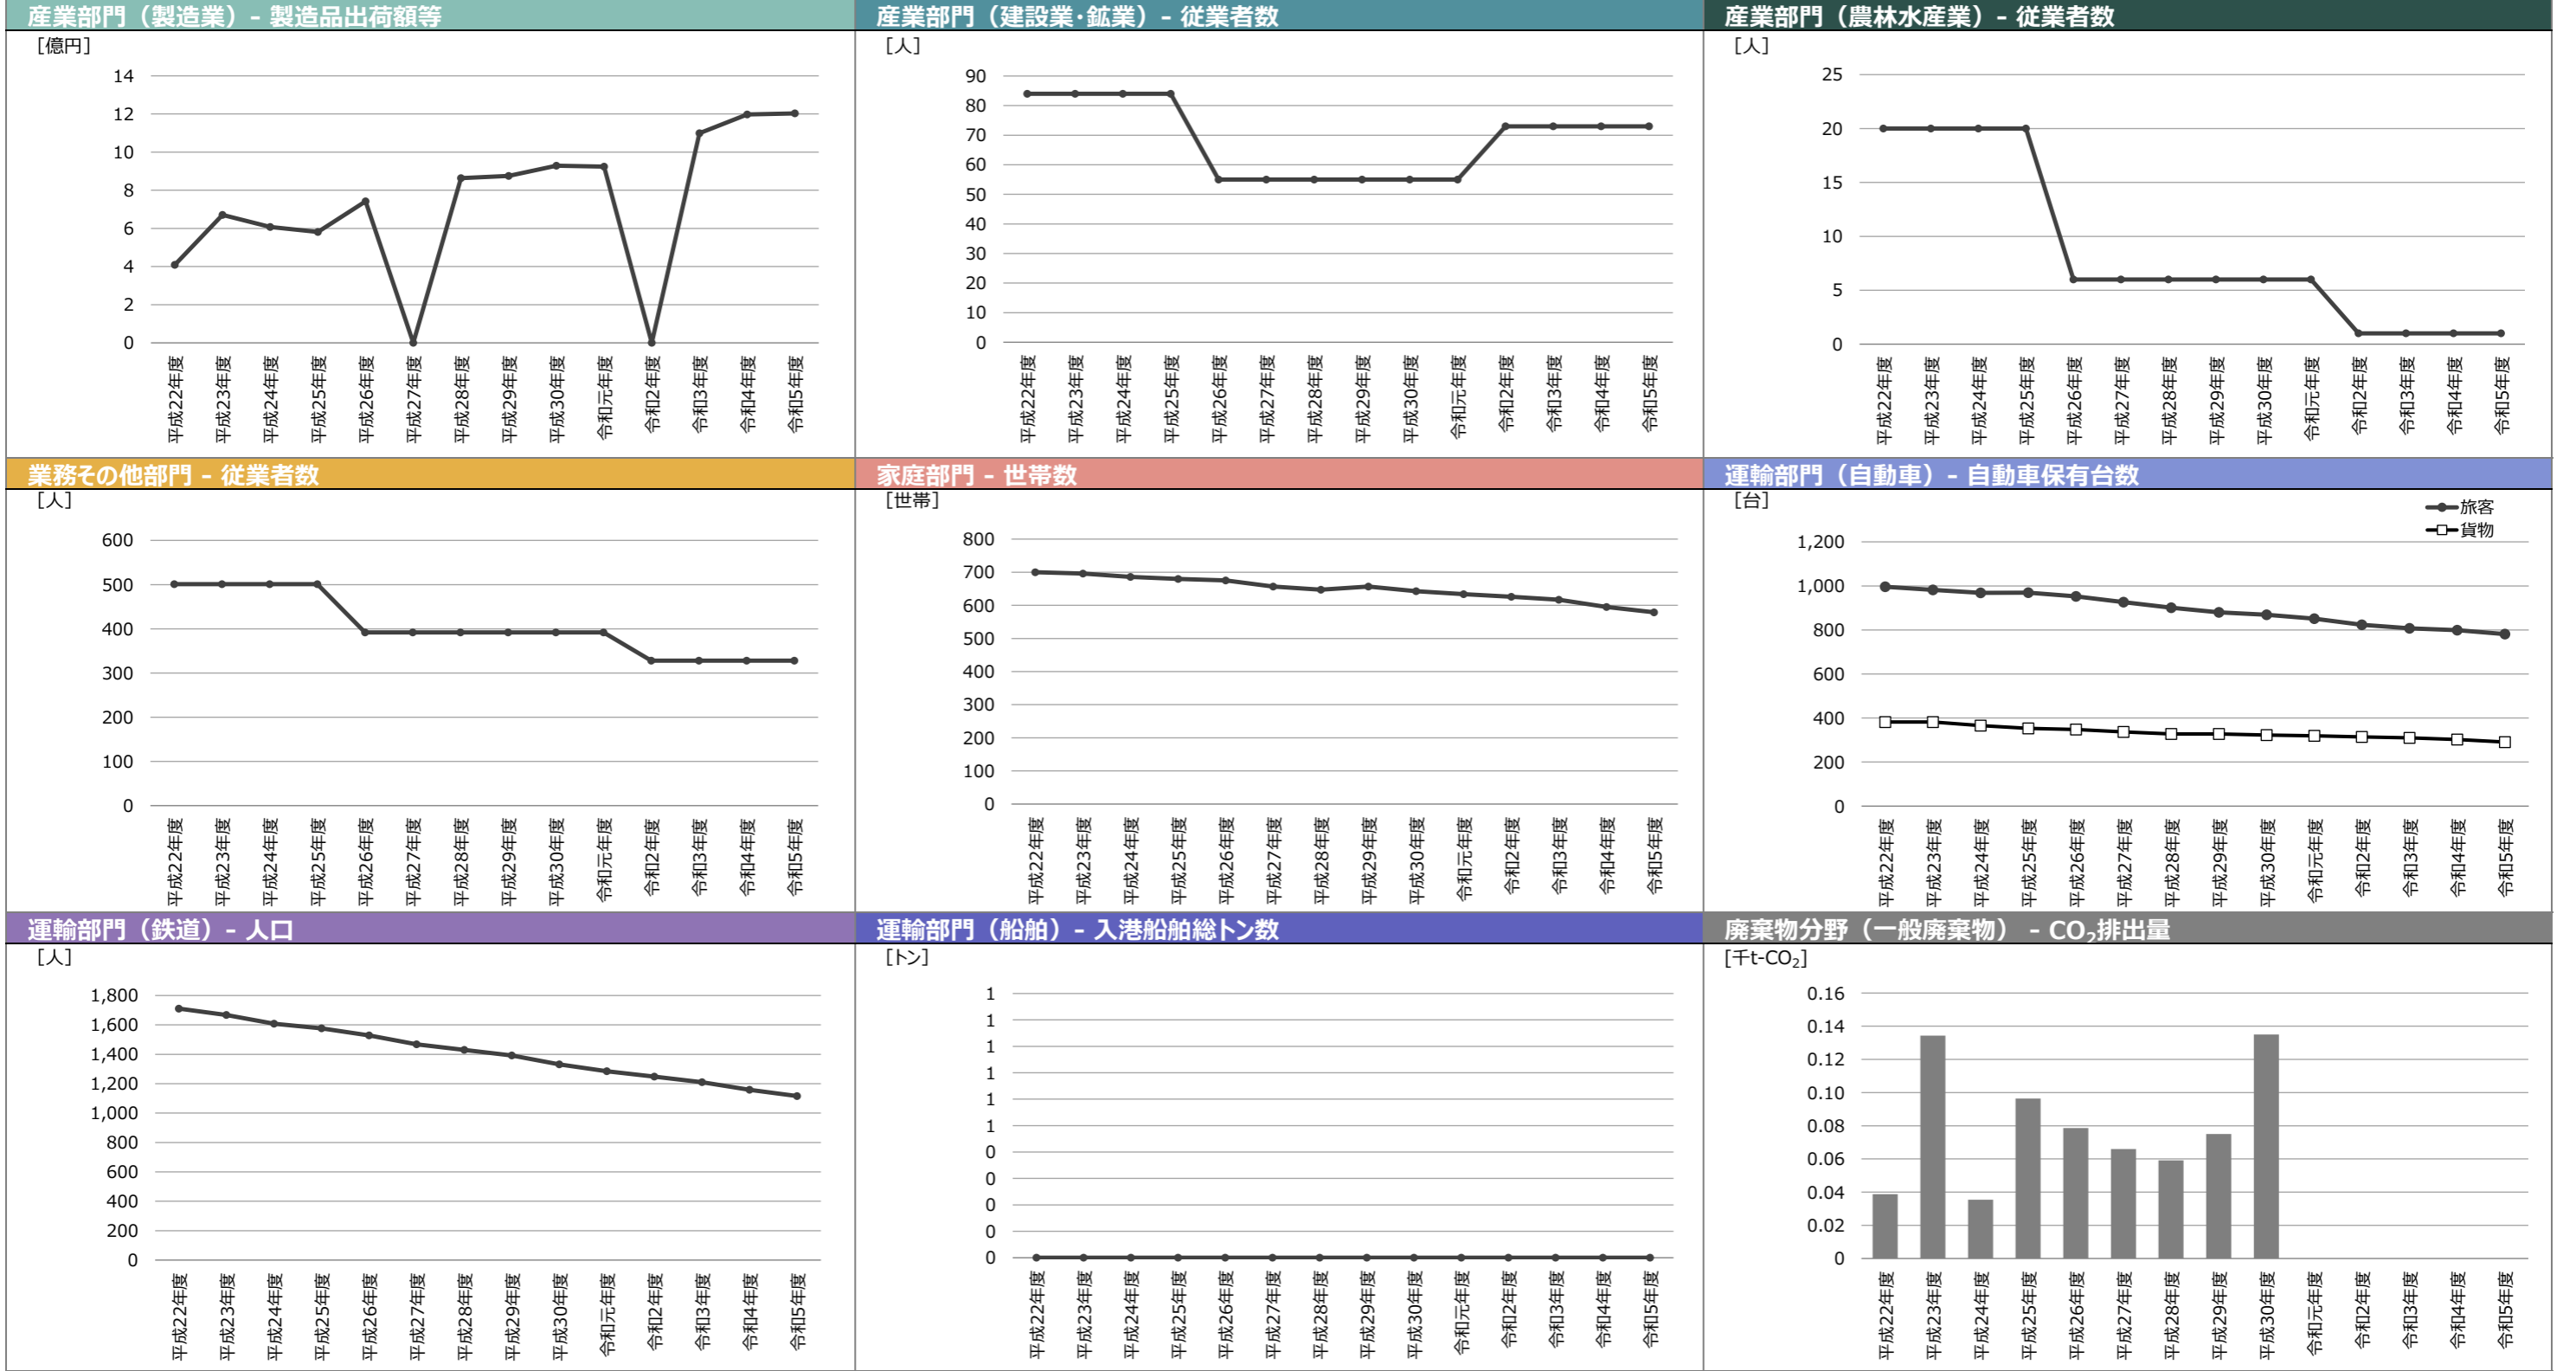 産業部門（製造業）- 製造品出荷額等
[億円]
14
12
10
8
6
4
2
0
平成22年度
平成23年度
平成24年度
平成25年度
平成26年度
平成27年度
平成28年度
平成29年度
平成30年度
令和元年度
令和2年度
令和3年度
令和4年度
令和5年度
産業部門（建設業・鉱業）- 従業者数
[人]
90
80
70
60
50
40
30
20
10
0
平成22年度
平成23年度
平成24年度
平成25年度
平成26年度
平成27年度
平成28年度
平成29年度
平成30年度
令和元年度
令和2年度
令和3年度
令和4年度
令和5年度
産業部門（農林水産業）- 従業者数
[人]
25
20
15
10
5
0
平成22年度
平成23年度
平成24年度
平成25年度
平成26年度
平成27年度
平成28年度
平成29年度
平成30年度
令和元年度
令和2年度
令和3年度
令和4年度
令和5年度
業務その他部門 - 従業者数
[人]
600
500
400
300
200
100
0
平成22年度
平成23年度
平成24年度
平成25年度
平成26年度
平成27年度
平成28年度
平成29年度
平成30年度
令和元年度
令和2年度
令和3年度
令和4年度
令和5年度
家庭部門 - 世帯数
[世帯]
800
700
600
500
400
300
200
100
0
平成22年度
平成23年度
平成24年度
平成25年度
平成26年度
平成27年度
平成28年度
平成29年度
平成30年度
令和元年度
令和2年度
令和3年度
令和4年度
令和5年度
運輸部門（自動車）- 自動車保有台数
[台]
旅客
貨物
1,200
1,000
800
600
400
200
0
平成22年度
平成23年度
平成24年度
平成25年度
平成26年度
平成27年度
平成28年度
平成29年度
平成30年度
令和元年度
令和2年度
令和3年度
令和4年度
令和5年度
運輸部門（鉄道）- 人口
[人]
1,800
1,600
1,400
1,200
1,000
800
600
400
200
0
平成22年度
平成23年度
平成24年度
平成25年度
平成26年度
平成27年度
平成28年度
平成29年度
平成30年度
令和元年度
令和2年度
令和3年度
令和4年度
令和5年度
運輸部門（船舶）- 入港船舶総トン数
[トン]
1
1
1
1
1
1
0
0
0
0
0
平成22年度
平成23年度
平成24年度
平成25年度
平成26年度
平成27年度
平成28年度
平成29年度
平成30年度
令和元年度
令和2年度
令和3年度
令和4年度
令和5年度
廃棄物分野（一般廃棄物） - CO₂排出量
[千t-CO₂]
0.16
0.14
0.12
0.10
0.08
0.06
0.04
0.02
0
平成22年度
平成23年度
平成24年度
平成25年度
平成26年度
平成27年度
平成28年度
平成29年度
平成30年度
令和元年度
令和2年度
令和3年度
令和4年度
令和5年度